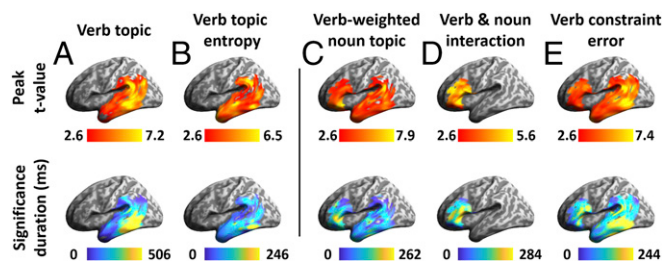 A Verb topic
B Verb topic entropy
C Verb-weighted noun topic
D Verb & noun interaction
E Verb constraint error
Peak t-value
2.6 7.2
2.6 6.5
2.6 7.9
2.6 5.6
2.6 7.4
Significance duration (ms)
0 506
0 246
0 262
0 284
0 244